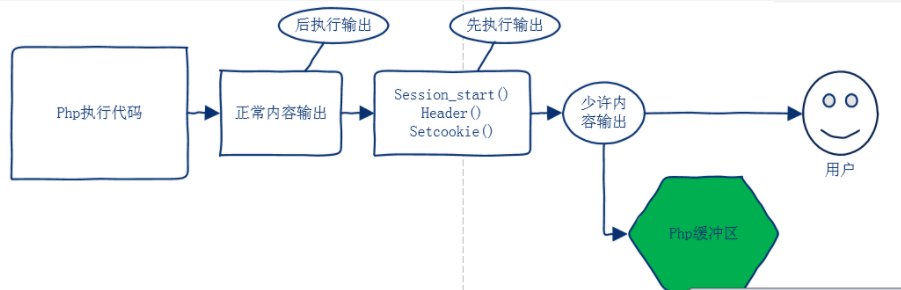 后执行输出
先执行输出
Php执行代码
正常内容输出
Session_start()
Header()
Setcookie()
少许内
容输出
用户
Php缓冲区